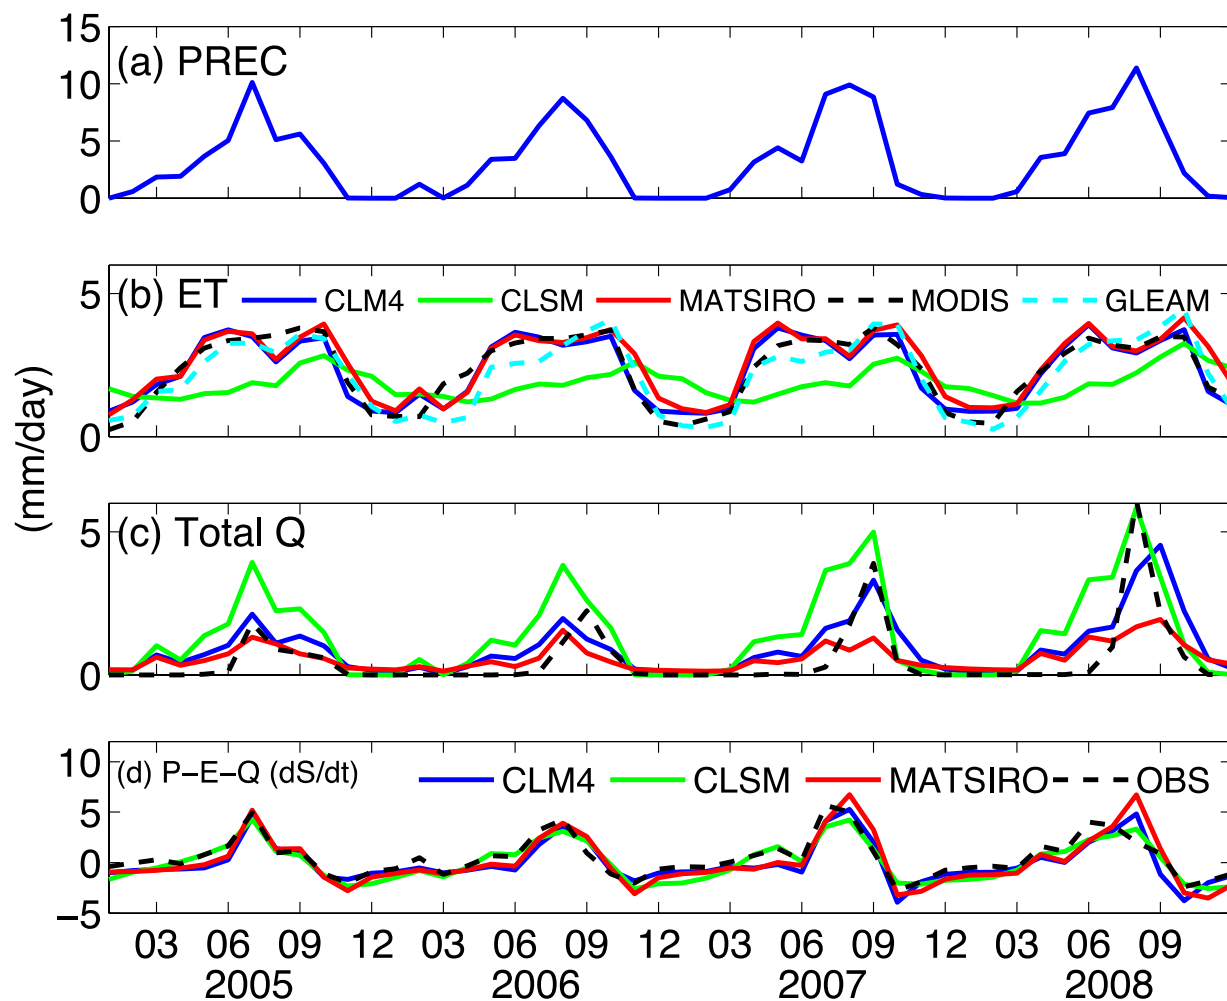 15
(a) PREC
10
5
0
(b) ET
CLM4 CLSM MATSIRO MODIS GLEAM
5
0
(mm/day)
(c) Total Q
5
0
(d) P−E−Q (dS/dt)
CLM4 CLSM MATSIRO OBS
10
5
0
−5
03 06 09 12 03 06 09 12 03 06 09 12 03 06 09
2005 2006 2007 2008